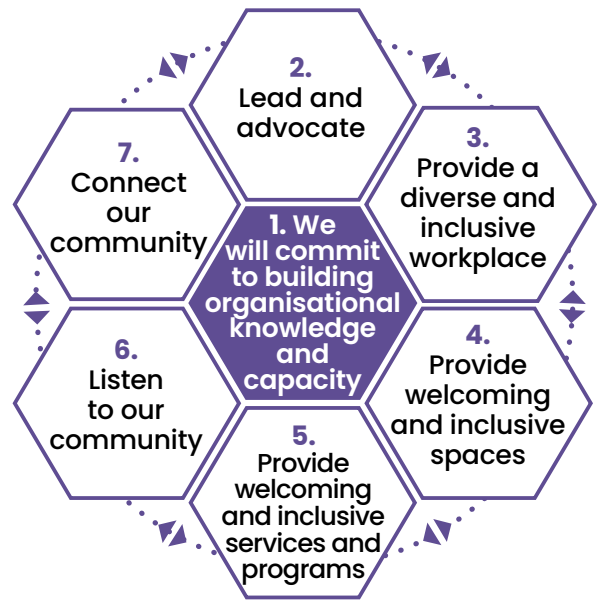 1. We
will commit
to building
organisational
knowledge
and
capacity
2.
Lead and
advocate
3.
Provide a
diverse and
inclusive
workplace
4.
Provide
welcoming
and inclusive
spaces
5.
Provide
welcoming
and inclusive
services and
programs
6.
Listen
to our
community
7.
Connect
our
community